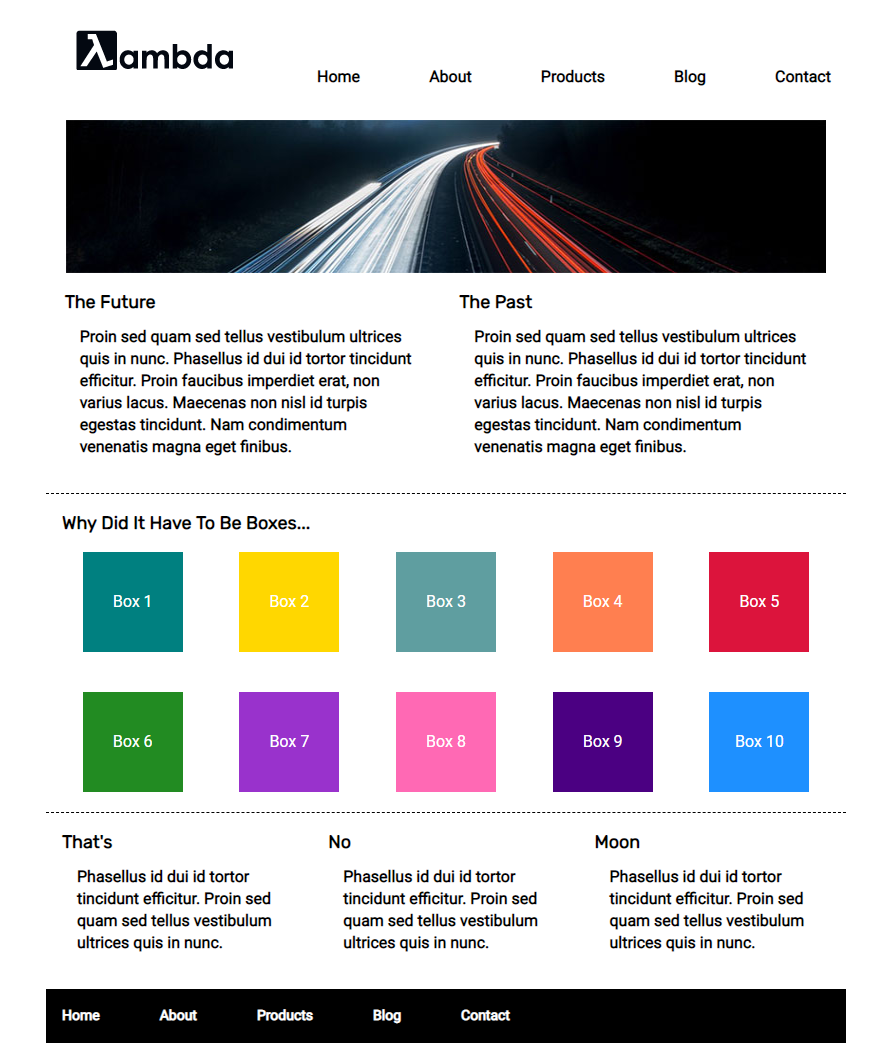 λambda
Home About Products Blog Contact
The Future
Proin sed quam sed tellus vestibulum ultrices
quis in nunc. Phasellus id dui id tortor tincidunt
efficitur. Proin faucibus imperdiet erat, non
varius lacus. Maecenas non nisl id turpis
egestas tincidunt. Nam condimentum
venenatis magna eget finibus.
The Past
Proin sed quam sed tellus vestibulum ultrices
quis in nunc. Phasellus id dui id tortor tincidunt
efficitur. Proin faucibus imperdiet erat, non
varius lacus. Maecenas non nisl id turpis
egestas tincidunt. Nam condimentum
venenatis magna eget finibus.
Why Did It Have To Be Boxes...
Box 1 Box 2 Box 3 Box 4 Box 5
Box 6 Box 7 Box 8 Box 9 Box 10
That's
Phasellus id dui id tortor
tincidunt efficitur. Proin sed
quam sed tellus vestibulum
ultrices quis in nunc.
No
Phasellus id dui id tortor
tincidunt efficitur. Proin sed
quam sed tellus vestibulum
ultrices quis in nunc.
Moon
Phasellus id dui id tortor
tincidunt efficitur. Proin sed
quam sed tellus vestibulum
ultrices quis in nunc.
Home About Products Blog Contact